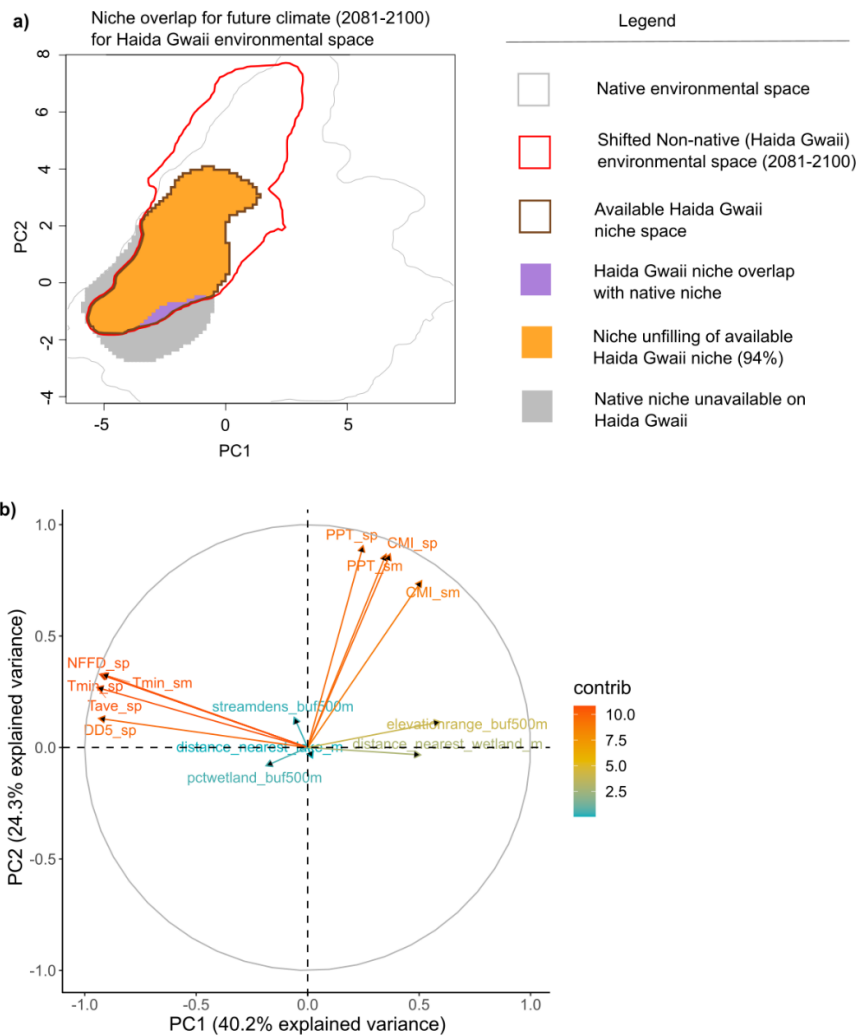 a)
Niche overlap for future climate (2081-2100)
for Haida Gwaii environmental space
8
6
4
2
0
-2
-4
PC2
-5
0
5
PC1
Legend
Native environmental space
Shifted Non-native (Haida Gwaii)
environmental space (2081-2100)
Available Haida Gwaii
niche space
Haida Gwaii niche overlap
with native niche
Niche unfilling of available
Haida Gwaii niche (94%)
Native niche unavailable on
Haida Gwaii
b)
1.0
0.5
0.0
-0.5
-1.0
PC2 (24.3% explained variance)
PPT_sp
CMI_sp
PPT_sm
CMI_sm
NFFD_sp
Tmin_sp
Tmin_sm
Tave_sp
DD5_sp
streamdens_buf500m
elevationrange_buf500m
distance_nearest_wetland_m
pctwetland_buf500m
-1.0
-0.5
0.0
0.5
1.0
PC1 (40.2% explained variance)
contrib
10.0
7.5
5.0
2.5